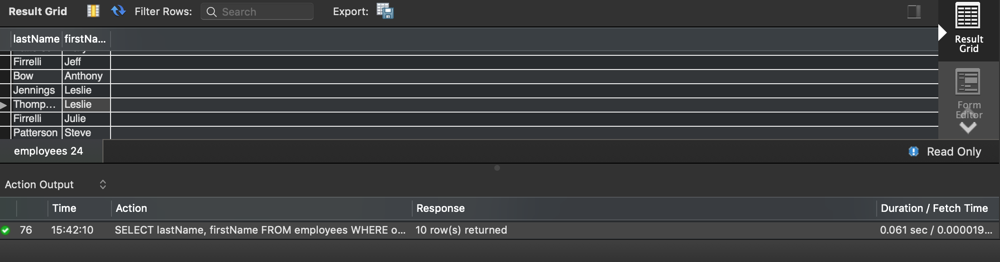 Result Grid Filter Rows: Search Export:
Result
Grid
lastName firstNa...
Firrelli Jeff
Bow Anthony
Jennings Leslie
Thomp... Leslie
Firrelli Julie
Patterson Steve
Form
Editor
employees 24 Read Only
Action Output
Time Action Response Duration / Fetch Time
76 15:42:10 SELECT lastName, firstName FROM employees WHERE o... 10 row(s) returned 0.061 sec / 0.000019...